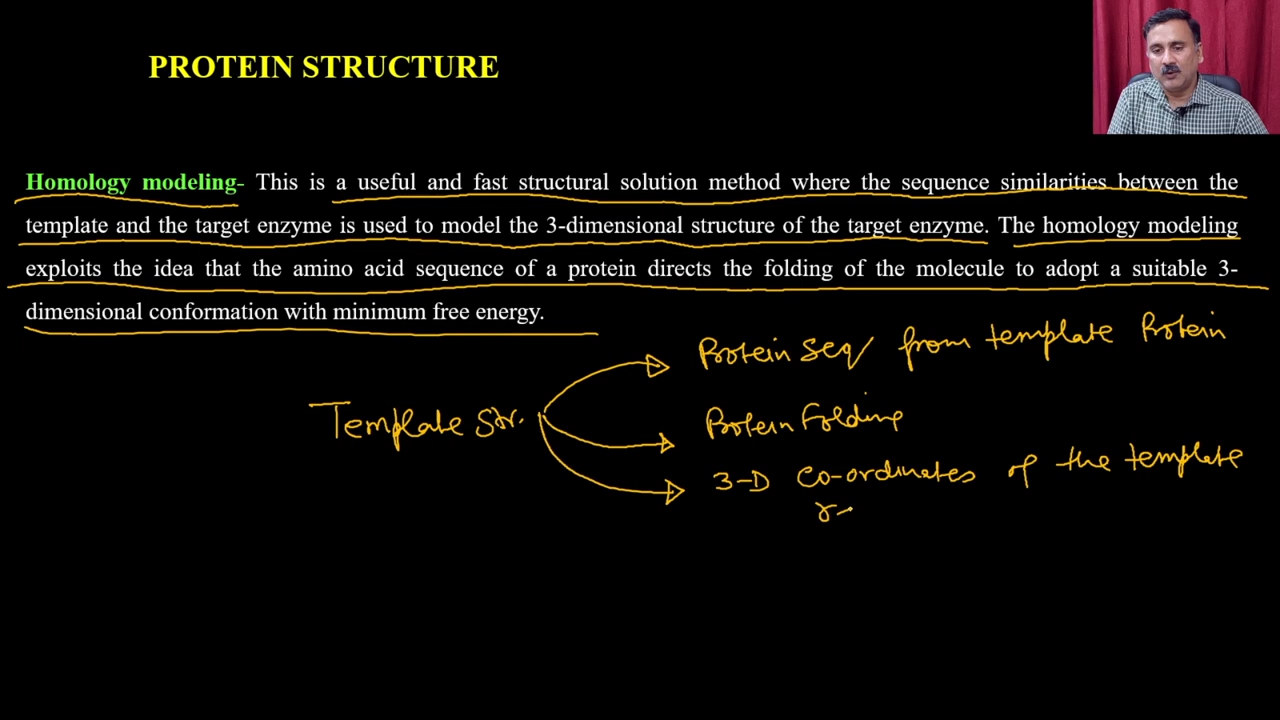 PROTEIN STRUCTURE
Homology modeling- This is a useful and fast structural solution method where the sequence similarities between the
template and the target enzyme is used to model the 3-dimensional structure of the target enzyme. The homology modeling
exploits the idea that the amino acid sequence of a protein directs the folding of the molecule to adopt a suitable 3-
dimensional conformation with minimum free energy.
Protein seq from template Protein
Template Str.
Protein Folding
3-D Co-ordinates of the template